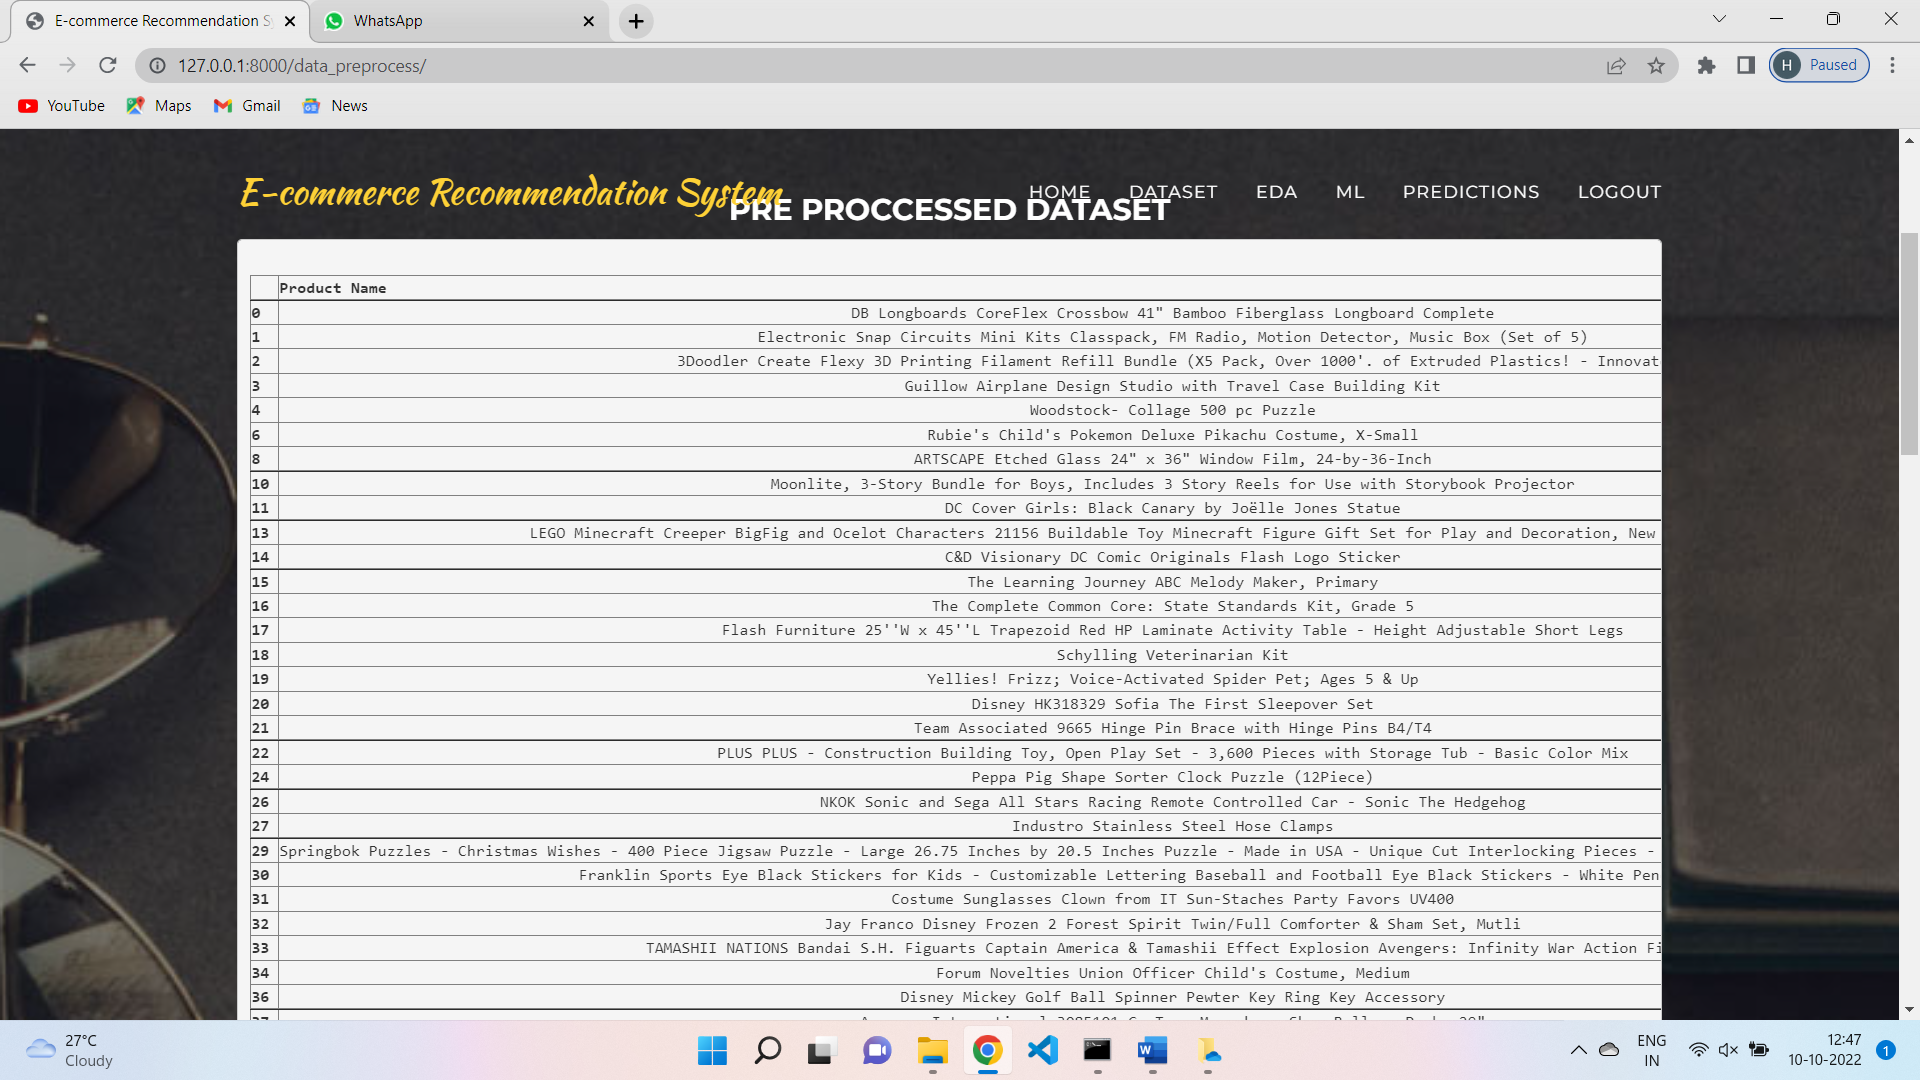 E-commerce Recommendation S
WhatsApp
127.0.0.1:8000/data_preprocess/
H Paused
YouTube Maps Gmail News
E-commerce Recommendation System
HOME DATASET EDA ML PREDICTIONS LOGOUT
PRE PROCCESSED DATASET
Product Name
0 DB Longboards CoreFlex Crossbow 41" Bamboo Fiberglass Longboard Complete
1 Electronic Snap Circuits Mini Kits Classpack, FM Radio, Motion Detector, Music Box (Set of 5)
2 3Doodler Create Flexy 3D Printing Filament Refill Bundle (X5 Pack, Over 1000'. of Extruded Plastics! - Innovat
3 Guillow Airplane Design Studio with Travel Case Building Kit
4 Woodstock- Collage 500 pc Puzzle
6 Rubie's Child's Pokemon Deluxe Pikachu Costume, X-Small
8 ARTSCAPE Etched Glass 24" x 36" Window Film, 24-by-36-Inch
10 Moonlite, 3-Story Bundle for Boys, Includes 3 Story Reels for Use with Storybook Projector
11 DC Cover Girls: Black Canary by Joëlle Jones Statue
13 LEGO Minecraft Creeper BigFig and Ocelot Characters 21156 Buildable Toy Minecraft Figure Gift Set for Play and Decoration, New
14 C&D Visionary DC Comic Originals Flash Logo Sticker
15 The Learning Journey ABC Melody Maker, Primary
16 The Complete Common Core: State Standards Kit, Grade 5
17 Flash Furniture 25''W x 45''L Trapezoid Red HP Laminate Activity Table - Height Adjustable Short Legs
18 Schylling Veterinarian Kit
19 Yellies! Frizz; Voice-Activated Spider Pet; Ages 5 & Up
20 Disney HK318329 Sofia The First Sleepover Set
21 Team Associated 9665 Hinge Pin Brace with Hinge Pins B4/T4
22 PLUS PLUS - Construction Building Toy, Open Play Set - 3,600 Pieces with Storage Tub - Basic Color Mix
24 Peppa Pig Shape Sorter Clock Puzzle (12Piece)
26 NKOK Sonic and Sega All Stars Racing Remote Controlled Car - Sonic The Hedgehog
27 Industro Stainless Steel Hose Clamps
29 Springbok Puzzles - Christmas Wishes - 400 Piece Jigsaw Puzzle - Large 26.75 Inches by 20.5 Inches Puzzle - Made in USA - Unique Cut Interlocking Pieces -
30 Franklin Sports Eye Black Stickers for Kids - Customizable Lettering Baseball and Football Eye Black Stickers - White Pen
31 Costume Sunglasses Clown from IT Sun-Staches Party Favors UV400
32 Jay Franco Disney Frozen 2 Forest Spirit Twin/Full Comforter & Sham Set, Mutli
33 TAMASHII NATIONS Bandai S.H. Figuarts Captain America & Tamashii Effect Explosion Avengers: Infinity War Action Fi
34 Forum Novelties Union Officer Child's Costume, Medium
36 Disney Mickey Golf Ball Spinner Pewter Key Ring Key Accessory
27°C
Cloudy
ENG
IN
12:47
10-10-2022
1